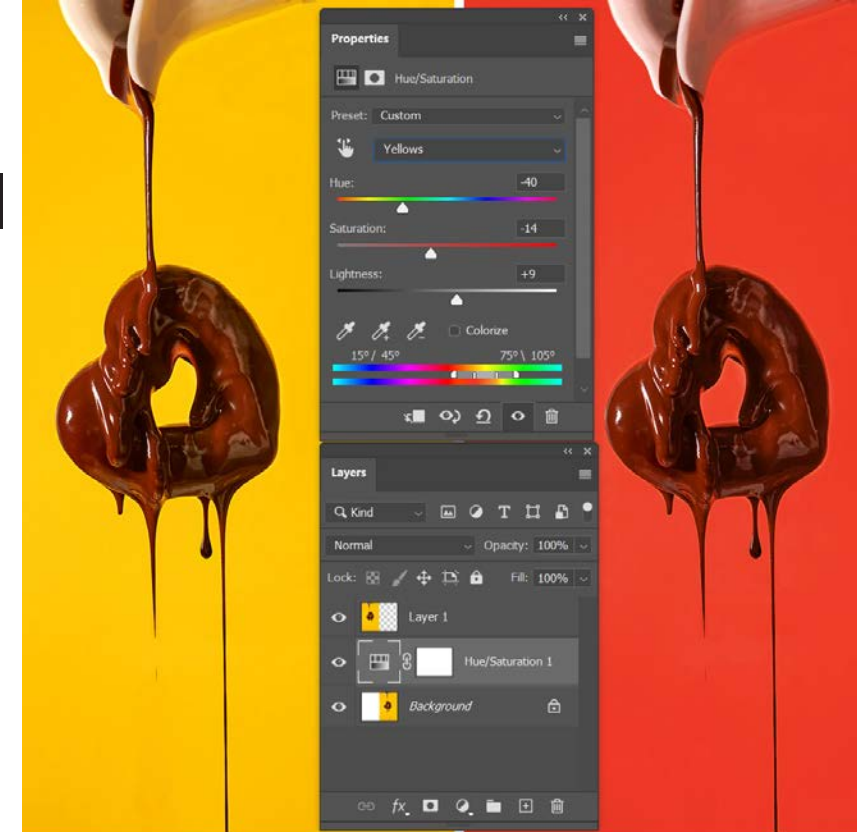 Properties
Hue/Saturation
Preset: Custom
Yellows
Hue: -40
Saturation: -14
Lightness: +9
Colorize
15°/ 45° 75°\ 105°
Layers
Kind
Normal Opacity: 100%
Lock: Fill: 100%
Layer 1
Hue/Saturation 1
Background
fx